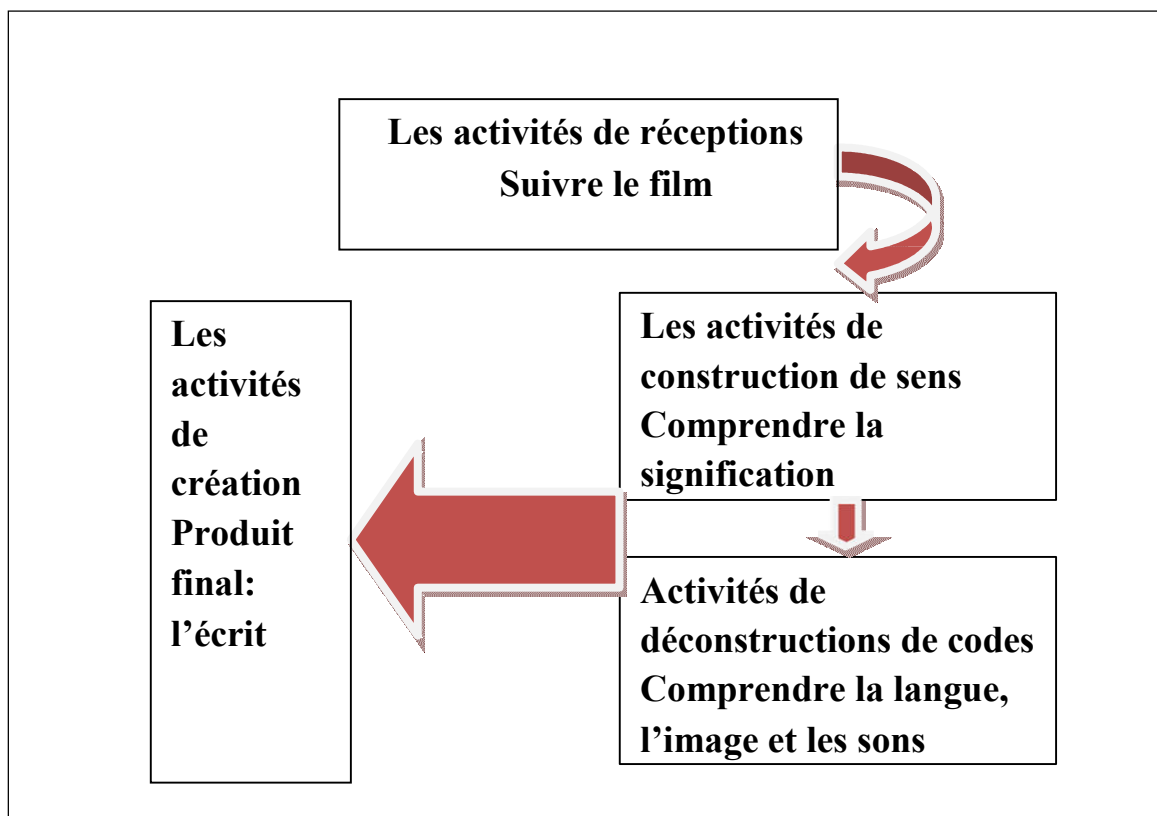 Les activités de réceptions
Suivre le film
Les activités de
construction de sens
Comprendre la
signification
Activités de
déconstructions de codes
Comprendre la langue,
l’image et les sons
Les
activités
de
création
Produit
final:
l’écrit